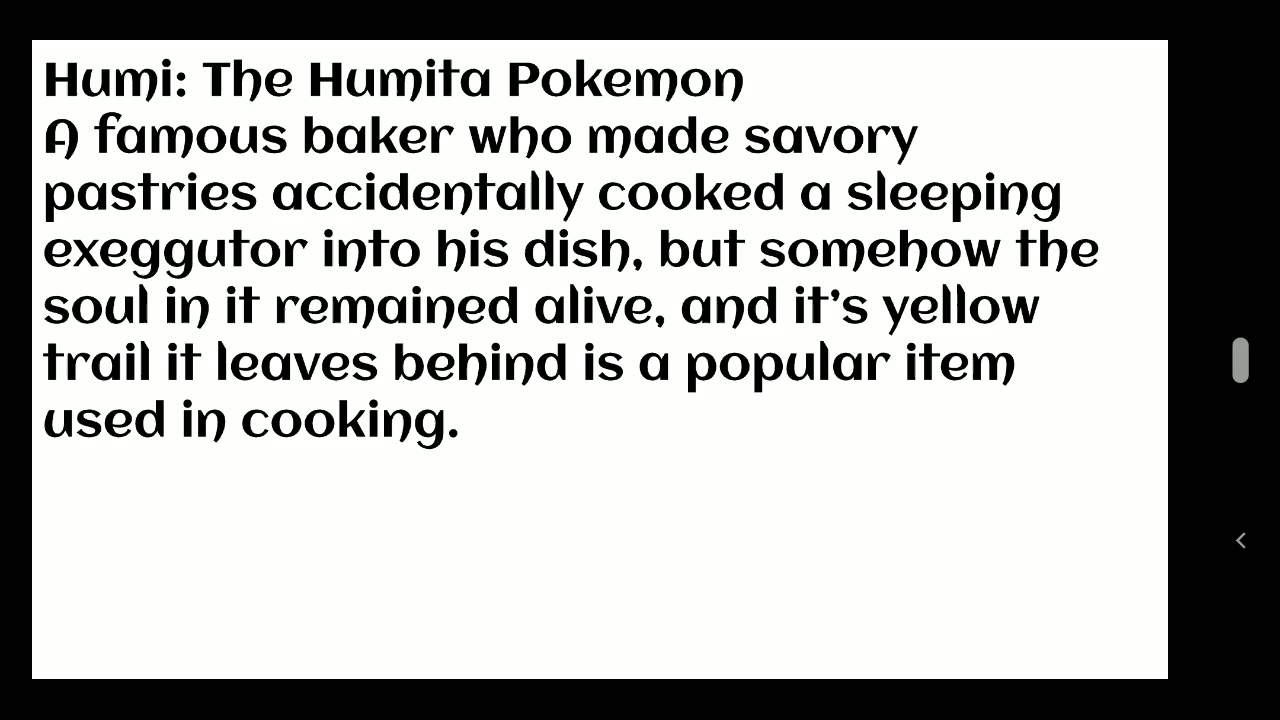 Humi: The Humita Pokemon
A famous baker who made savory
pastries accidentally cooked a sleeping
exeggutor into his dish, but somehow the
soul in it remained alive, and it’s yellow
trail it leaves behind is a popular item
used in cooking.